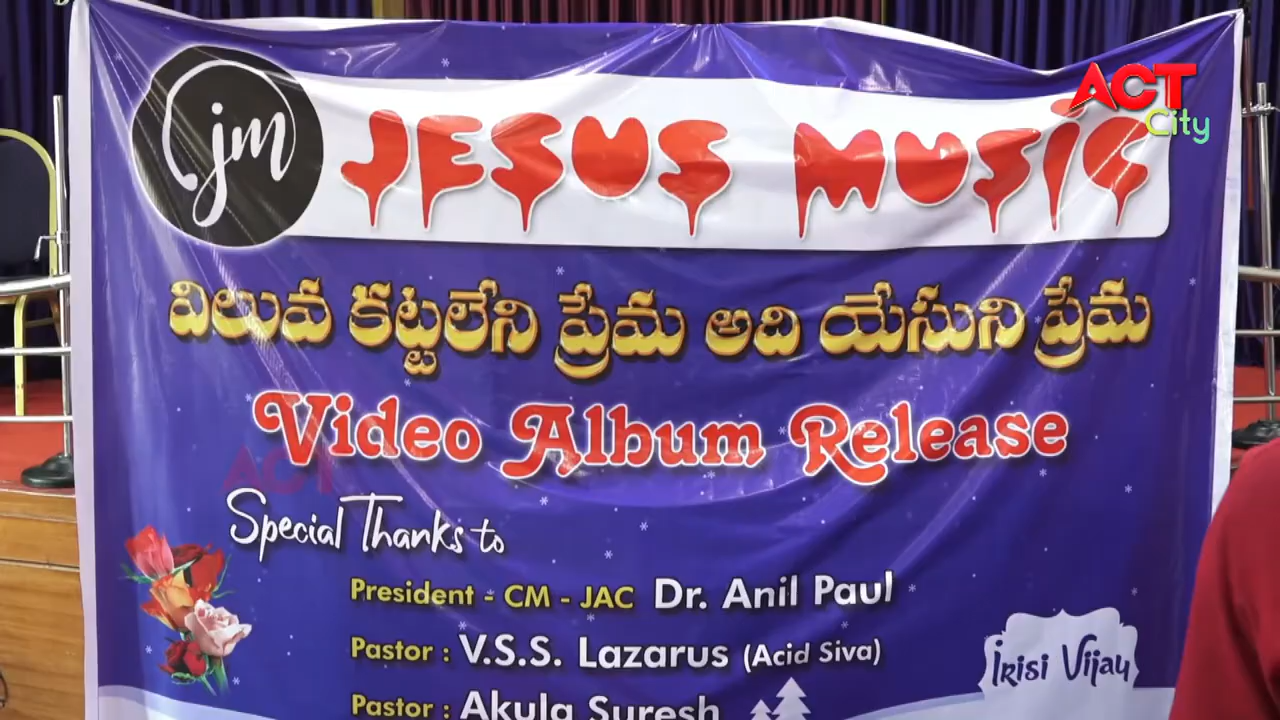 ACT
City
jm
JESUS MUSIC
విలువ కట్టలేని ప్రేమ అది యేసుని ప్రేమ
Video Album Release
ACT
Special Thanks to
President - CM - JAC Dr. Anil Paul
Pastor : V.S.S. Lazarus (Acid Siva)
Irisi Vijay
Pastor : Akula Suresh